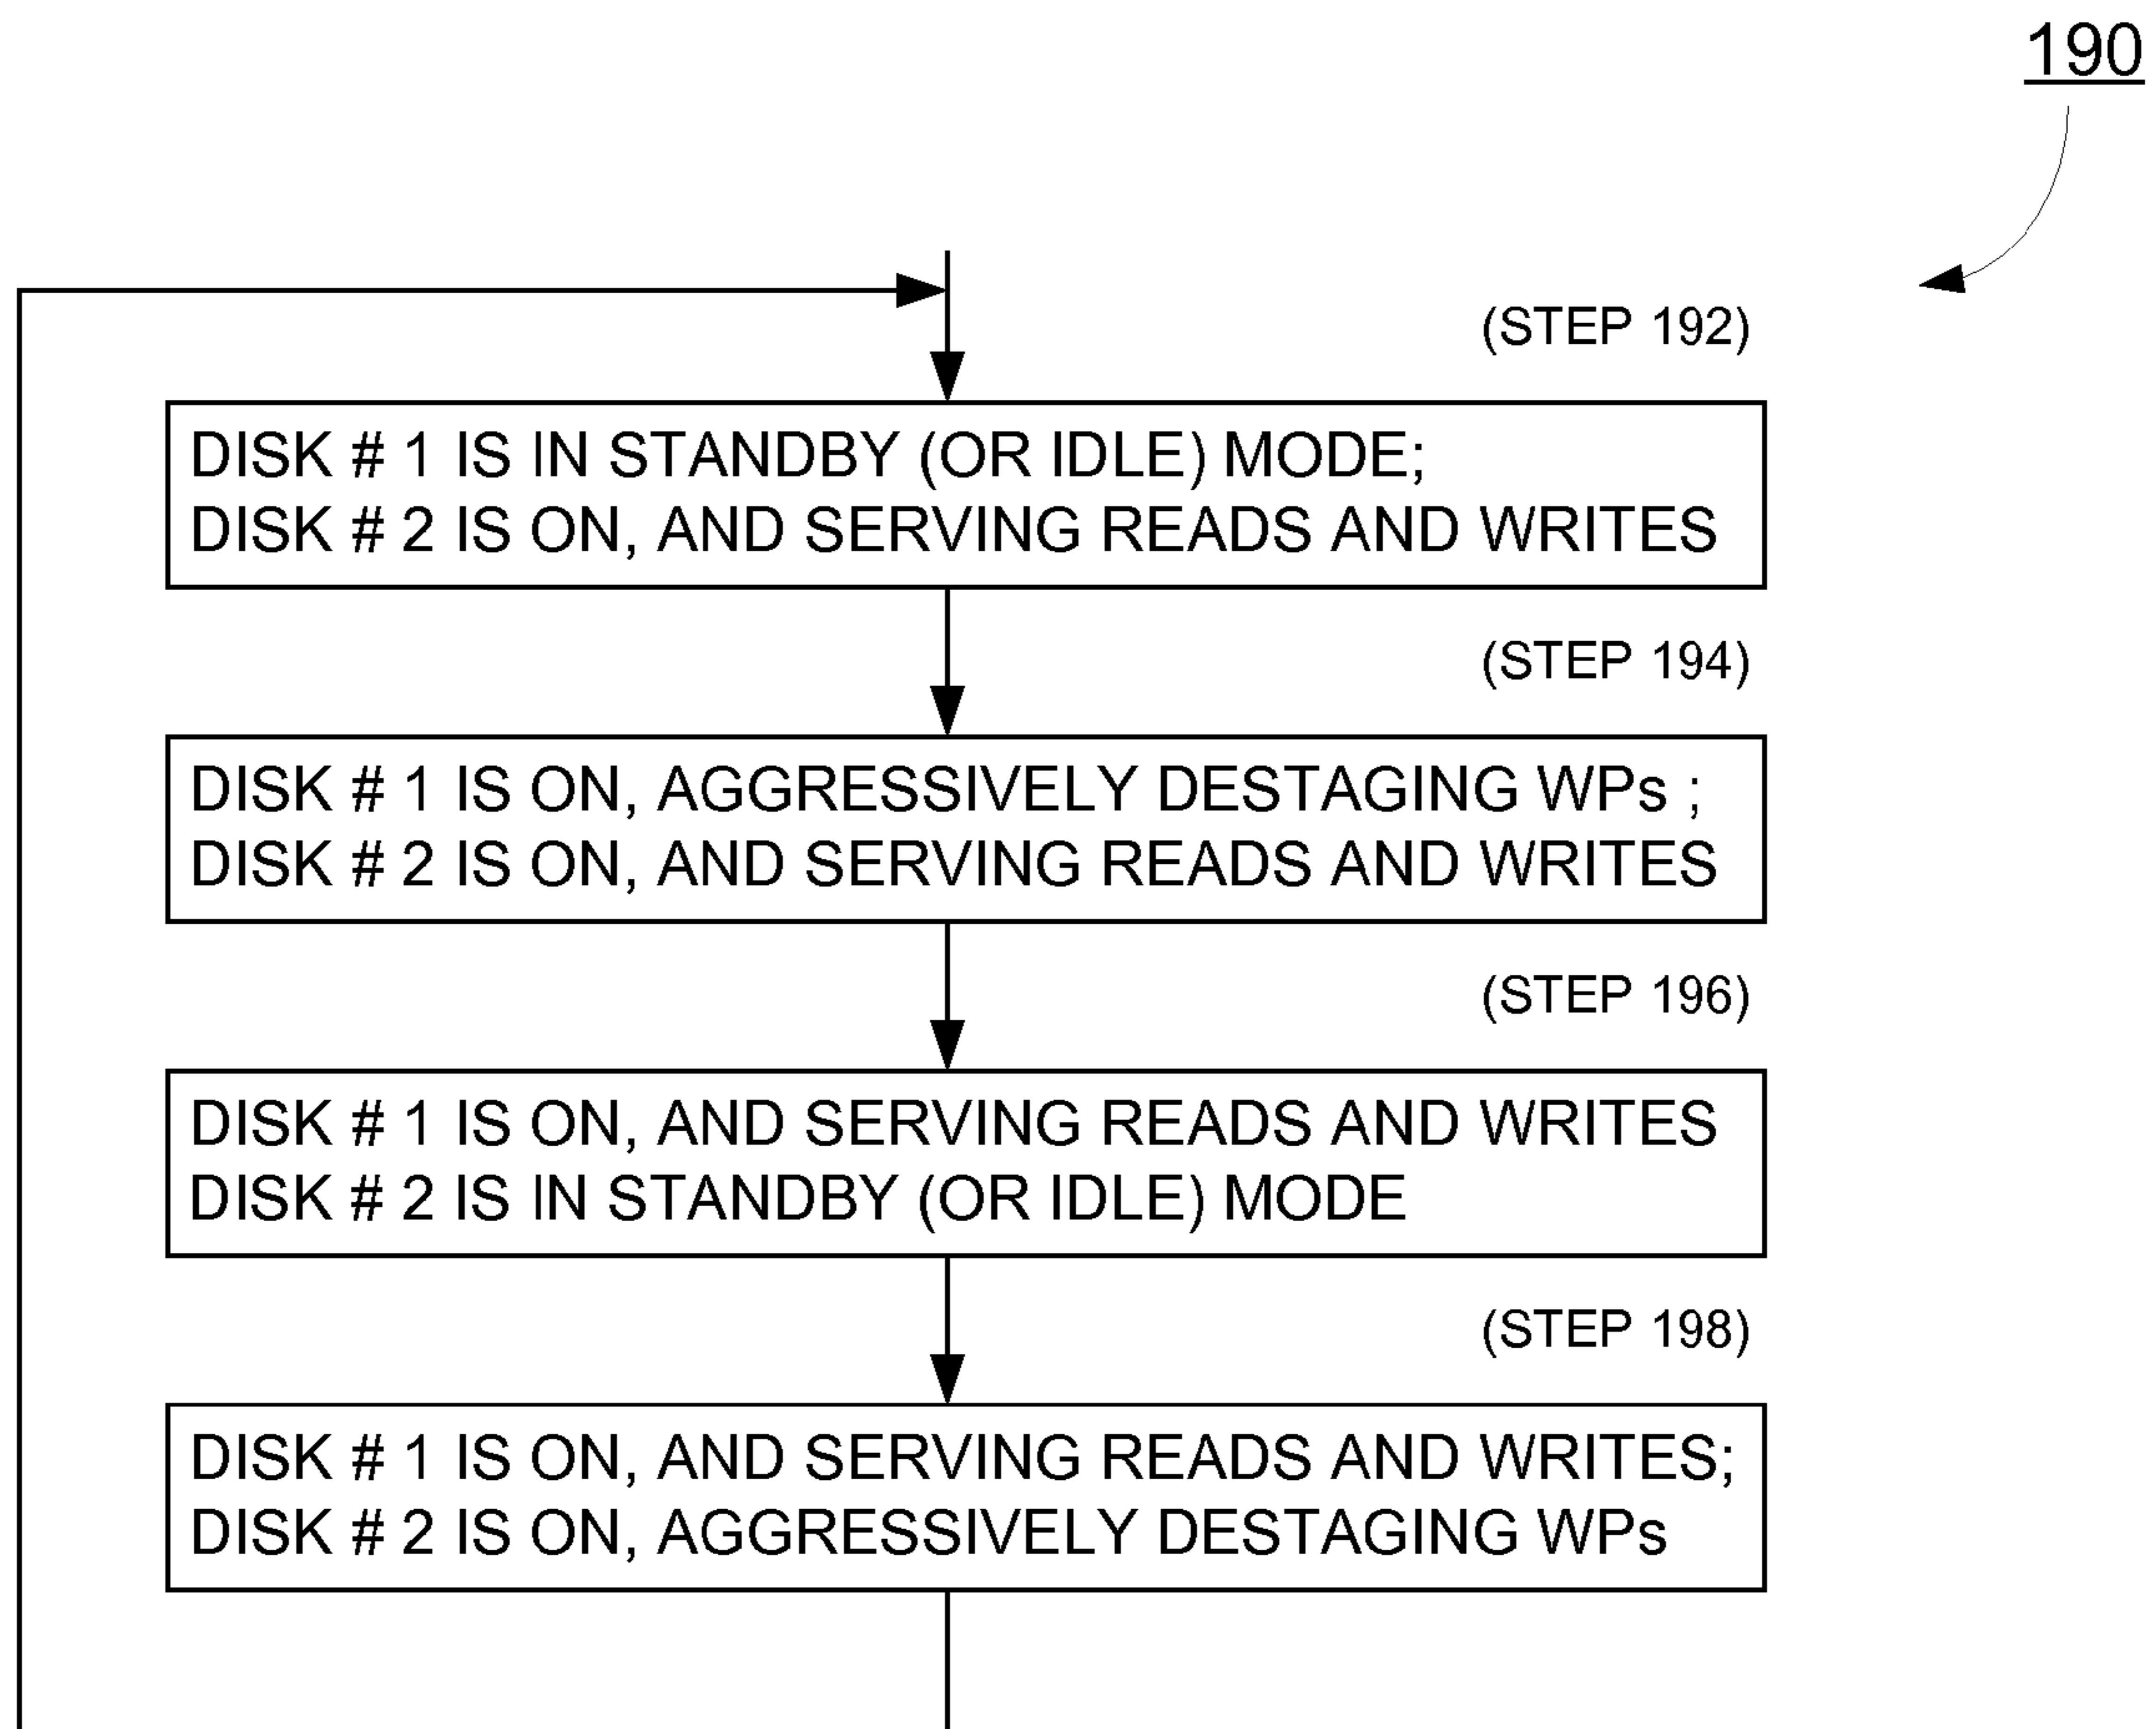 190
(STEP 192)
DISK # 1 IS IN STANDBY (OR IDLE) MODE;
DISK # 2 IS ON, AND SERVING READS AND WRITES
(STEP 194)
DISK # 1 IS ON, AGGRESSIVELY DESTAGING WPs ;
DISK # 2 IS ON, AND SERVING READS AND WRITES
(STEP 196)
DISK # 1 IS ON, AND SERVING READS AND WRITES
DISK # 2 IS IN STANDBY (OR IDLE) MODE
(STEP 198)
DISK # 1 IS ON, AND SERVING READS AND WRITES;
DISK # 2 IS ON, AGGRESSIVELY DESTAGING WPs